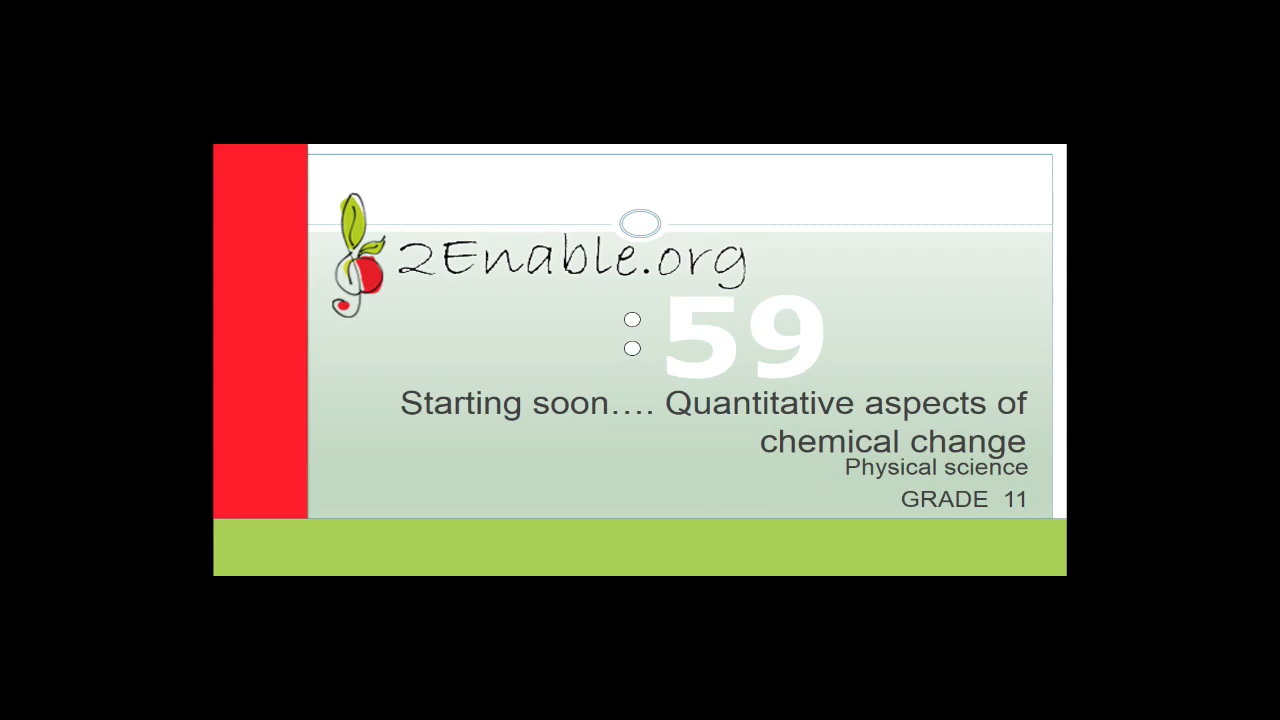 2Enable.org
:59
Starting soon…. Quantitative aspects of
chemical change
Physical science
GRADE 11